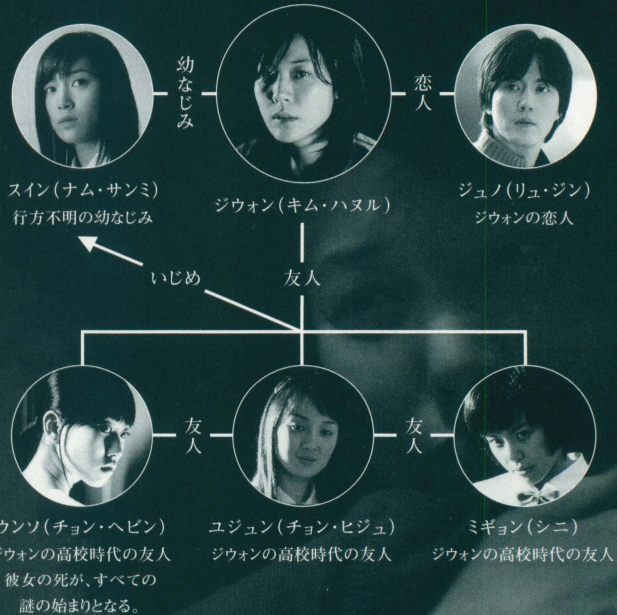 幼なじみ
恋人
スイン(ナム・サンミ)
行方不明の幼なじみ
ジウォン(キム・ハヌル)
ジュノ(リュ・ジン)
ジウォンの恋人
いじめ
友人
友人
友人
ウンソ(チョン・ヘビン)
ジウォンの高校時代の友人
彼女の死が、すべての
謎の始まりとなる。
ユジュン(チョン・ヒジュ)
ジウォンの高校時代の友人
ミギョン(シニ)
ジウォンの高校時代の友人